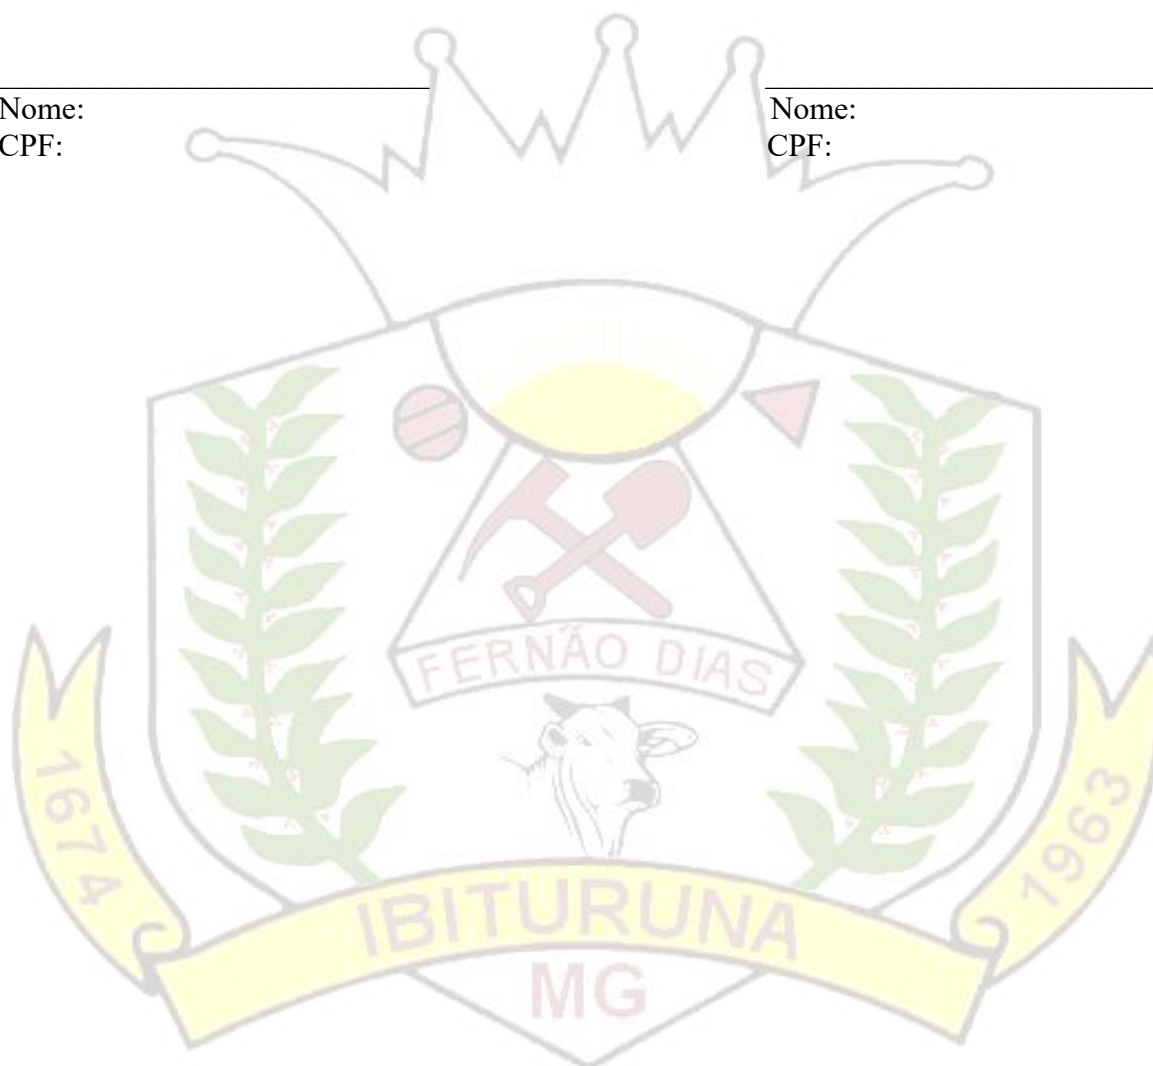 Nome: Nome:
CPF: CPF:
FERNÃO DIAS
1674
1963
IBITURUNA
MG